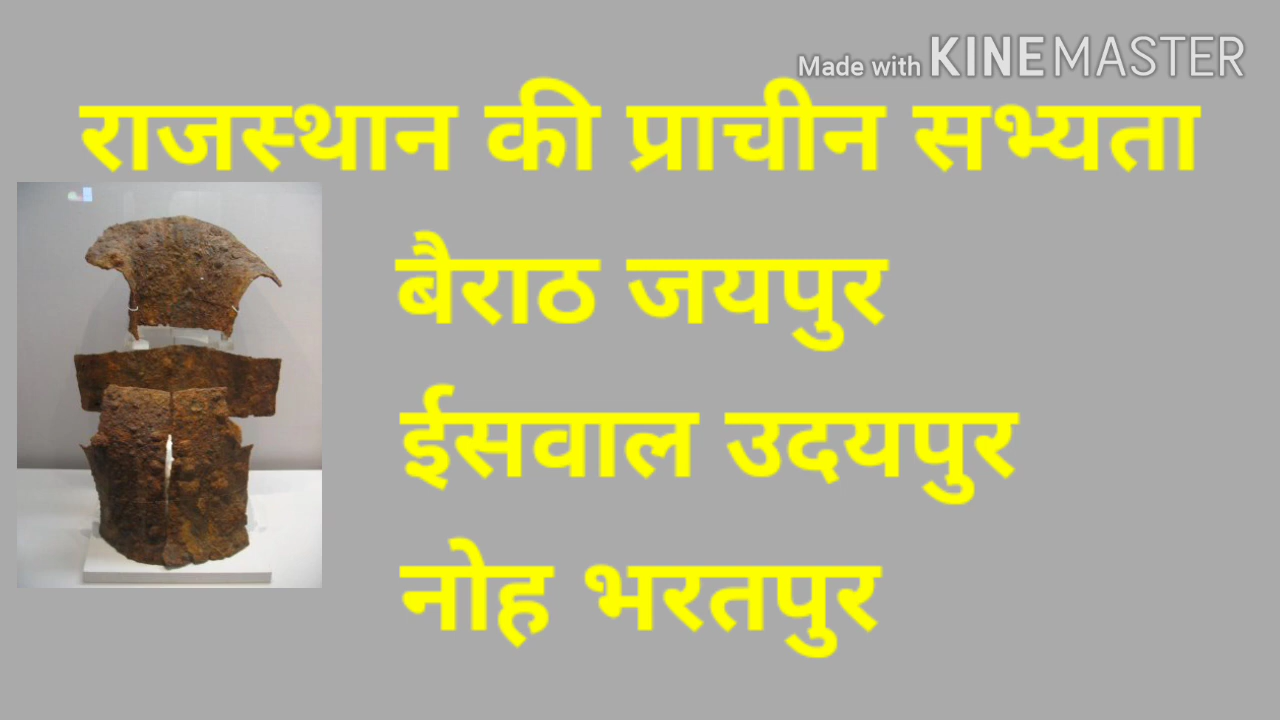 Made with KINEMASTER
राजस्थान की प्राचीन सभ्यता
बैराठ जयपुर
ईसवाल उदयपुर
नोह भरतपुर